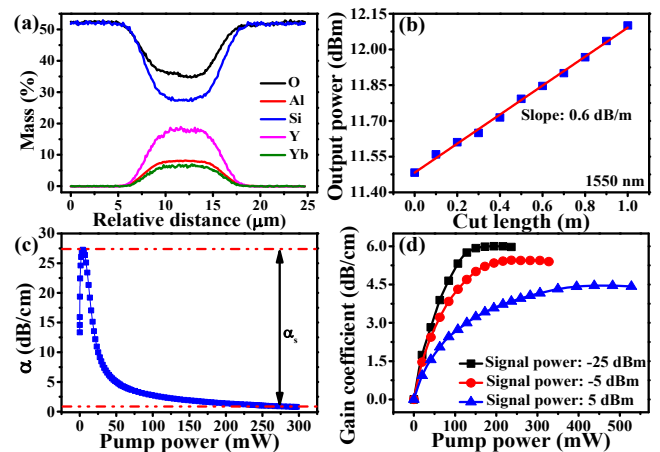 (a)
Mass (%)
50
40
30
20
10
0
O
Al
Si
Y
Yb
0 5 10 15 20 25
Relative distance (μm)
(b)
Output power (dBm)
12.15
12.00
11.85
11.70
11.55
11.40
Slope: 0.6 dB/m
1550 nm
0.0 0.2 0.4 0.6 0.8 1.0
Cut length (m)
(c)
α (dB/cm)
30
25
20
15
10
5
0
αs
0 50 100 150 200 250 300
Pump power (mW)
(d)
Gain coefficient (dB/cm)
6.0
4.5
3.0
1.5
0.0
Signal power: -25 dBm
Signal power: -5 dBm
Signal power: 5 dBm
0 100 200 300 400 500
Pump power (mW)